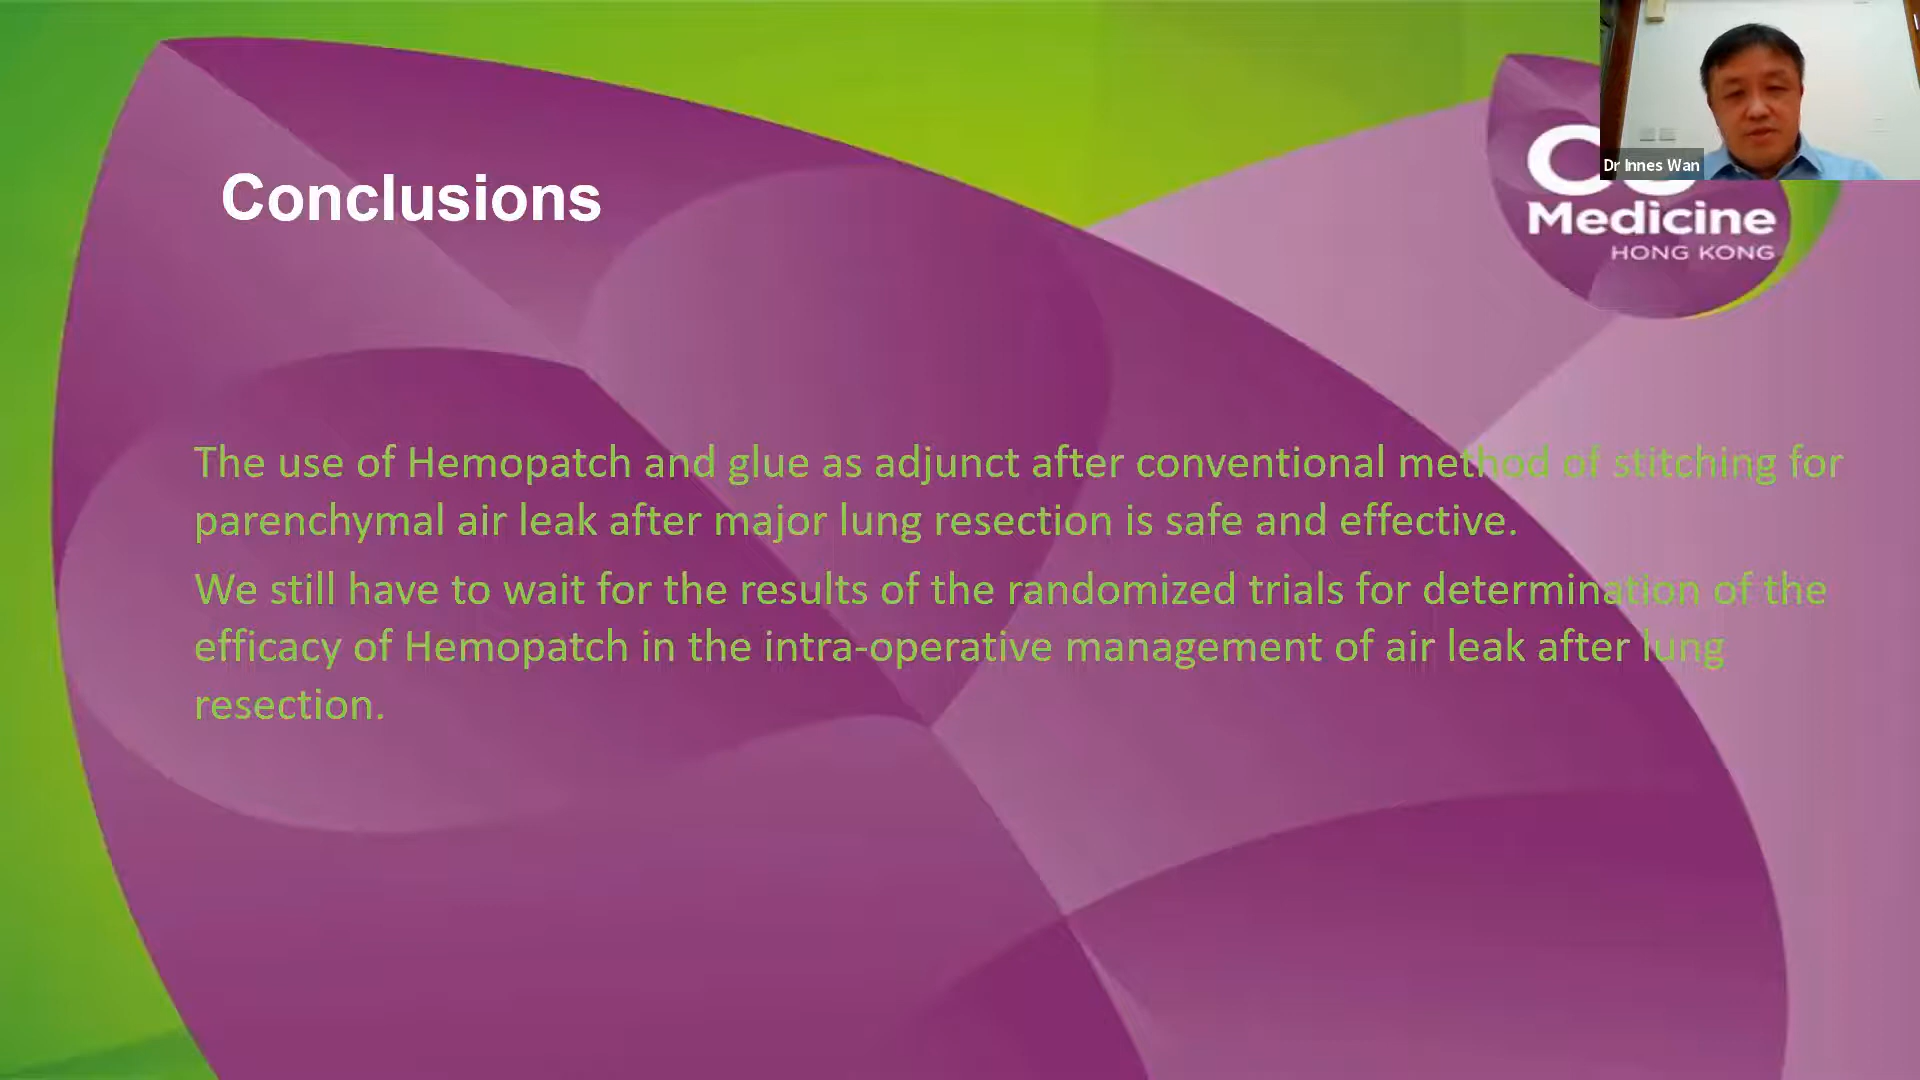 Conclusions
Dr Innes Wan
Medicine
HONG KONG
The use of Hemopatch and glue as adjunct after conventional method of stitching for
parenchymal air leak after major lung resection is safe and effective.
We still have to wait for the results of the randomized trials for determination of the
efficacy of Hemopatch in the intra-operative management of air leak after lung
resection.